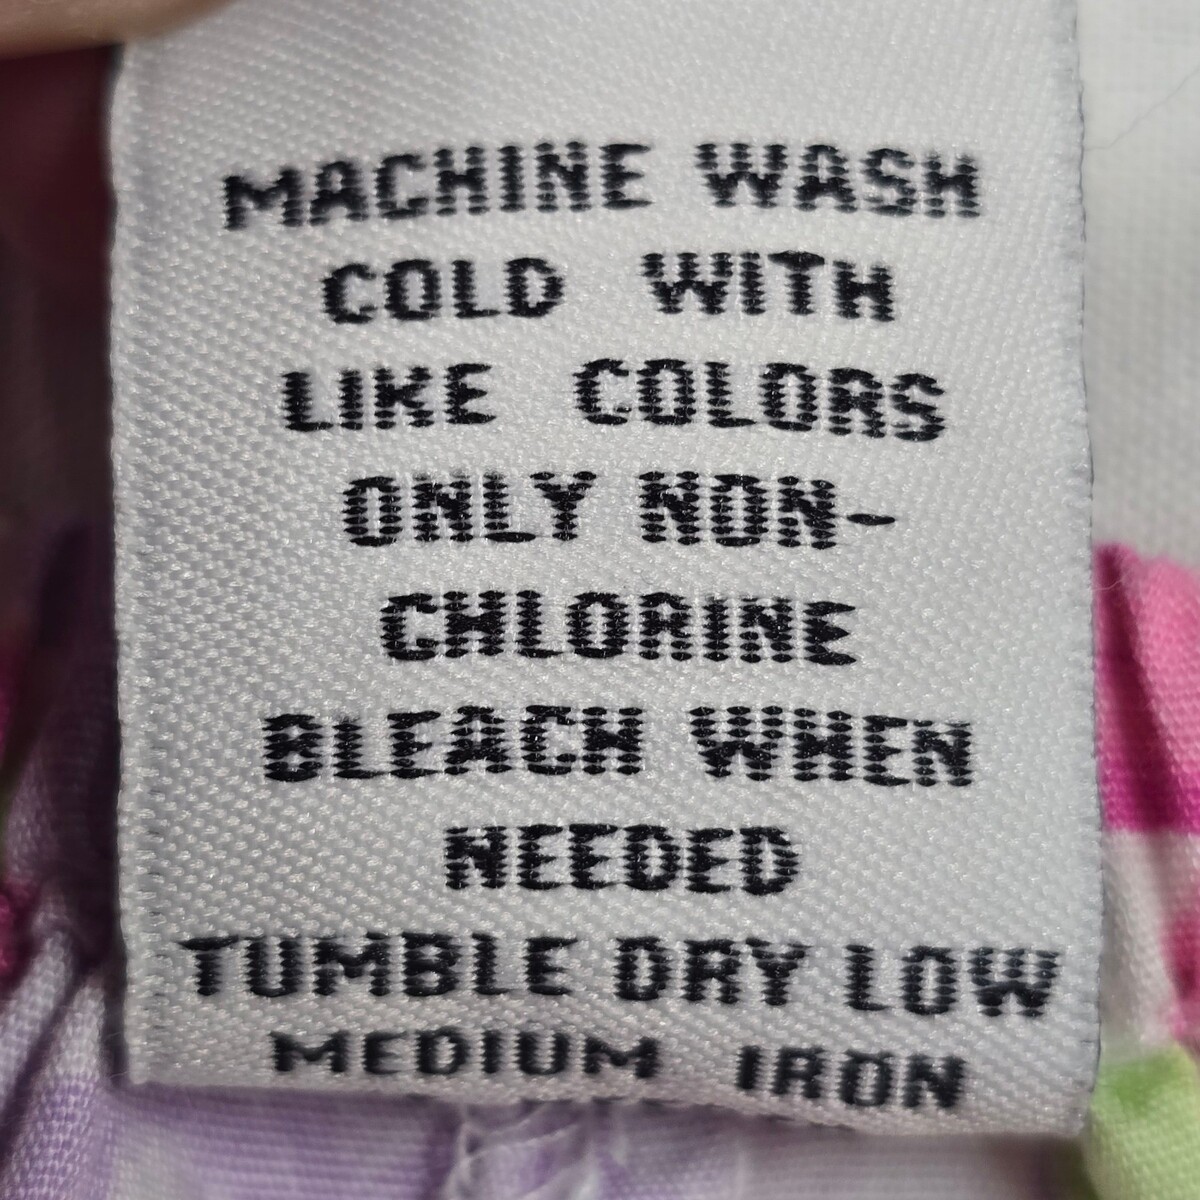 MACHINE WASH
COLD WITH
LIKE COLORS
ONLY NON-
CHLORINE
BLEACH WHEN
NEEDED
TUMBLE DRY LOW
MEDIUM IRON